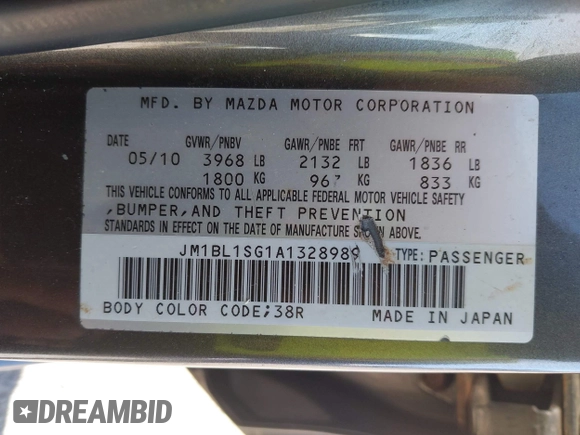 MFD. BY MAZDA MOTOR CORPORATION
DATE GVWR/PNBV GAWR/PNBE FRT GAWR/PNBE RR
05/10 3968 LB 2132 LB 1836 LB
1800 KG 967 KG 833 KG
THIS VEHICLE CONFORMS TO ALL APPLICABLE FEDERAL MOTOR VEHICLE SAFETY
,BUMPER,AND THEFT PREVENTION
STANDARDS IN EFFECT ON THE DATE OF MANUFACTURE SHOWN ABOVE.
JM1BL1SG1A1328989 TYPE:PASSENGER
BODY COLOR CODE;38R MADE IN JAPAN
DREAMBID